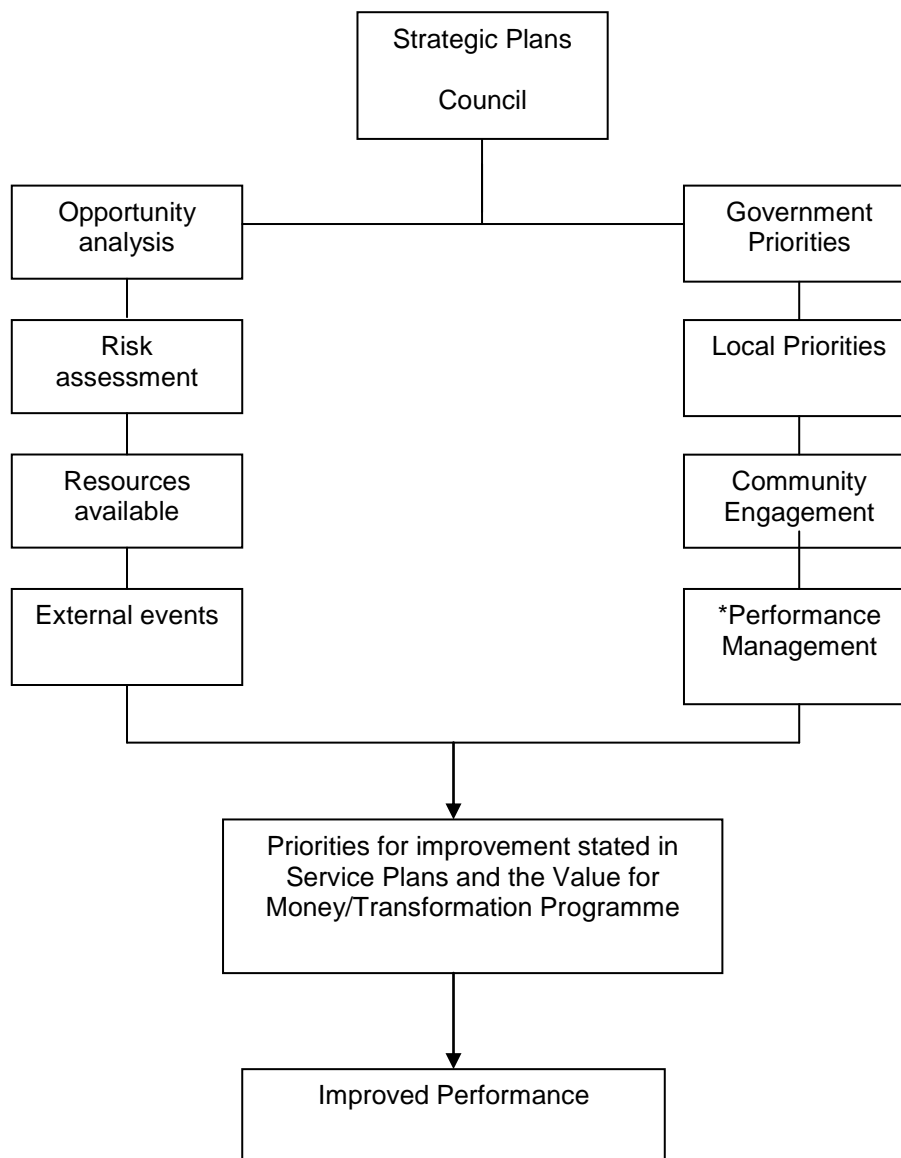 Strategic Plans
Council
Opportunity
analysis
Government
Priorities
Risk
assessment
Local Priorities
Resources
available
Community
Engagement
External events
*Performance
Management
Priorities for improvement stated in
Service Plans and the Value for
Money/Transformation Programme
Improved Performance